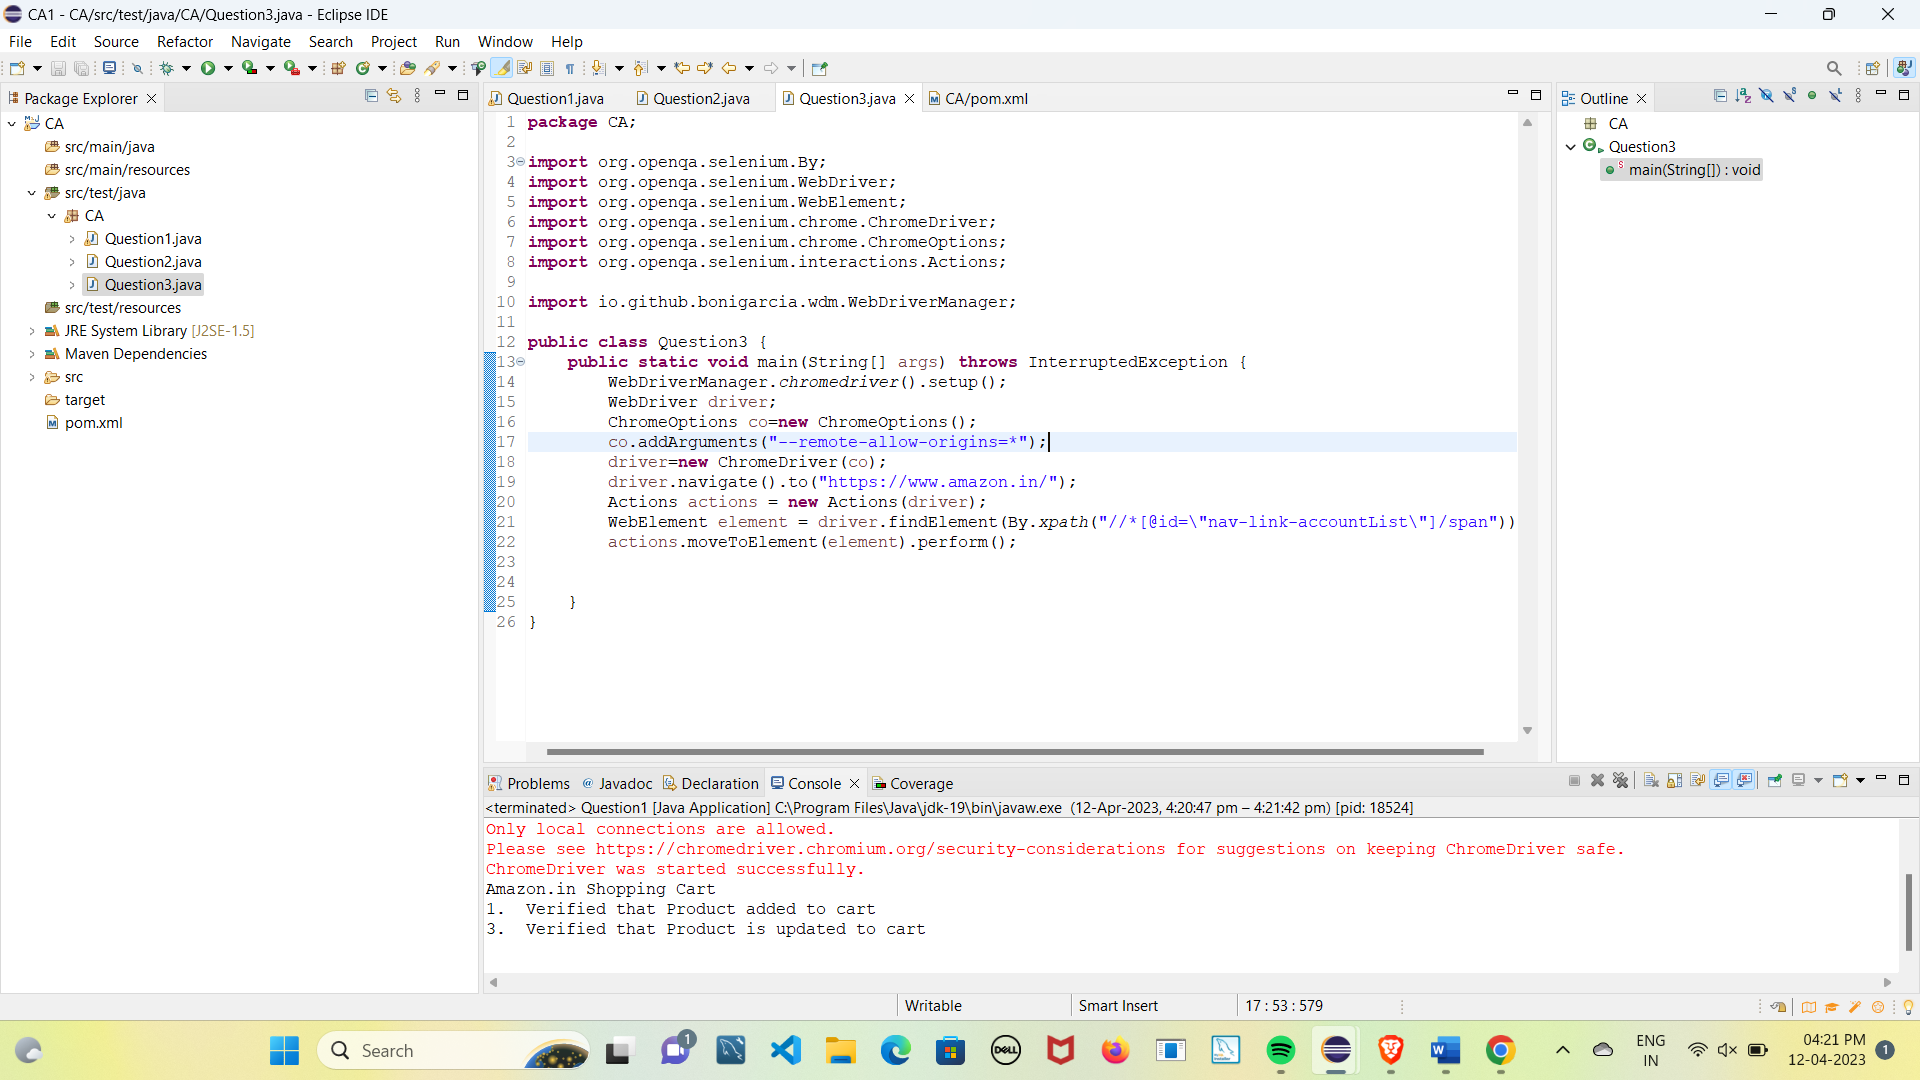 CA1 - CA/src/test/java/CA/Question3.java - Eclipse IDE
File Edit Source Refactor Navigate Search Project Run Window Help
Package Explorer
CA
src/main/java
src/main/resources
src/test/java
CA
Question1.java
Question2.java
Question3.java
src/test/resources
JRE System Library [J2SE-1.5]
Maven Dependencies
src
target
pom.xml
Question1.java Question2.java Question3.java CA/pom.xml
1 package CA;
2
3 import org.openqa.selenium.By;
4 import org.openqa.selenium.WebDriver;
5 import org.openqa.selenium.WebElement;
6 import org.openqa.selenium.chrome.ChromeDriver;
7 import org.openqa.selenium.chrome.ChromeOptions;
8 import org.openqa.selenium.interactions.Actions;
9
10 import io.github.bonigarcia.wdm.WebDriverManager;
11
12 public class Question3 {
13 public static void main(String[] args) throws InterruptedException {
14 WebDriverManager.chromedriver().setup();
15 WebDriver driver;
16 ChromeOptions co=new ChromeOptions();
17 co.addArguments("--remote-allow-origins=*");
18 driver=new ChromeDriver(co);
19 driver.navigate().to("https://www.amazon.in/");
20 Actions actions = new Actions(driver);
21 WebElement element = driver.findElement(By.xpath("//*[@id=\"nav-link-accountList\"]/span"))
22 actions.moveToElement(element).perform();
23
24
25 }
26 }
Outline
CA
Question3
main(String[]) : void
Problems Javadoc Declaration Console Coverage
<terminated> Question1 [Java Application] C:\Program Files\Java\jdk-19\bin\javaw.exe (12-Apr-2023, 4:20:47 pm – 4:21:42 pm) [pid: 18524]
Only local connections are allowed.
Please see https://chromedriver.chromium.org/security-considerations for suggestions on keeping ChromeDriver safe.
ChromeDriver was started successfully.
Amazon.in Shopping Cart
1. Verified that Product added to cart
3. Verified that Product is updated to cart
Writable Smart Insert 17 : 53 : 579
Search
1
DELL
ENG
IN
04:21 PM
12-04-2023
1